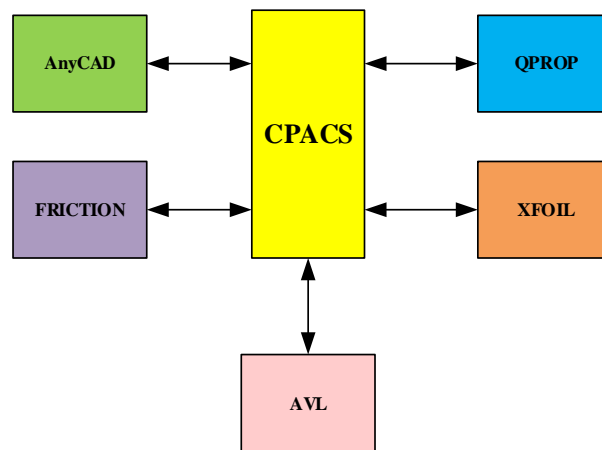 AnyCAD
CPACS
QPROP
FRICTION
XFOIL
AVL